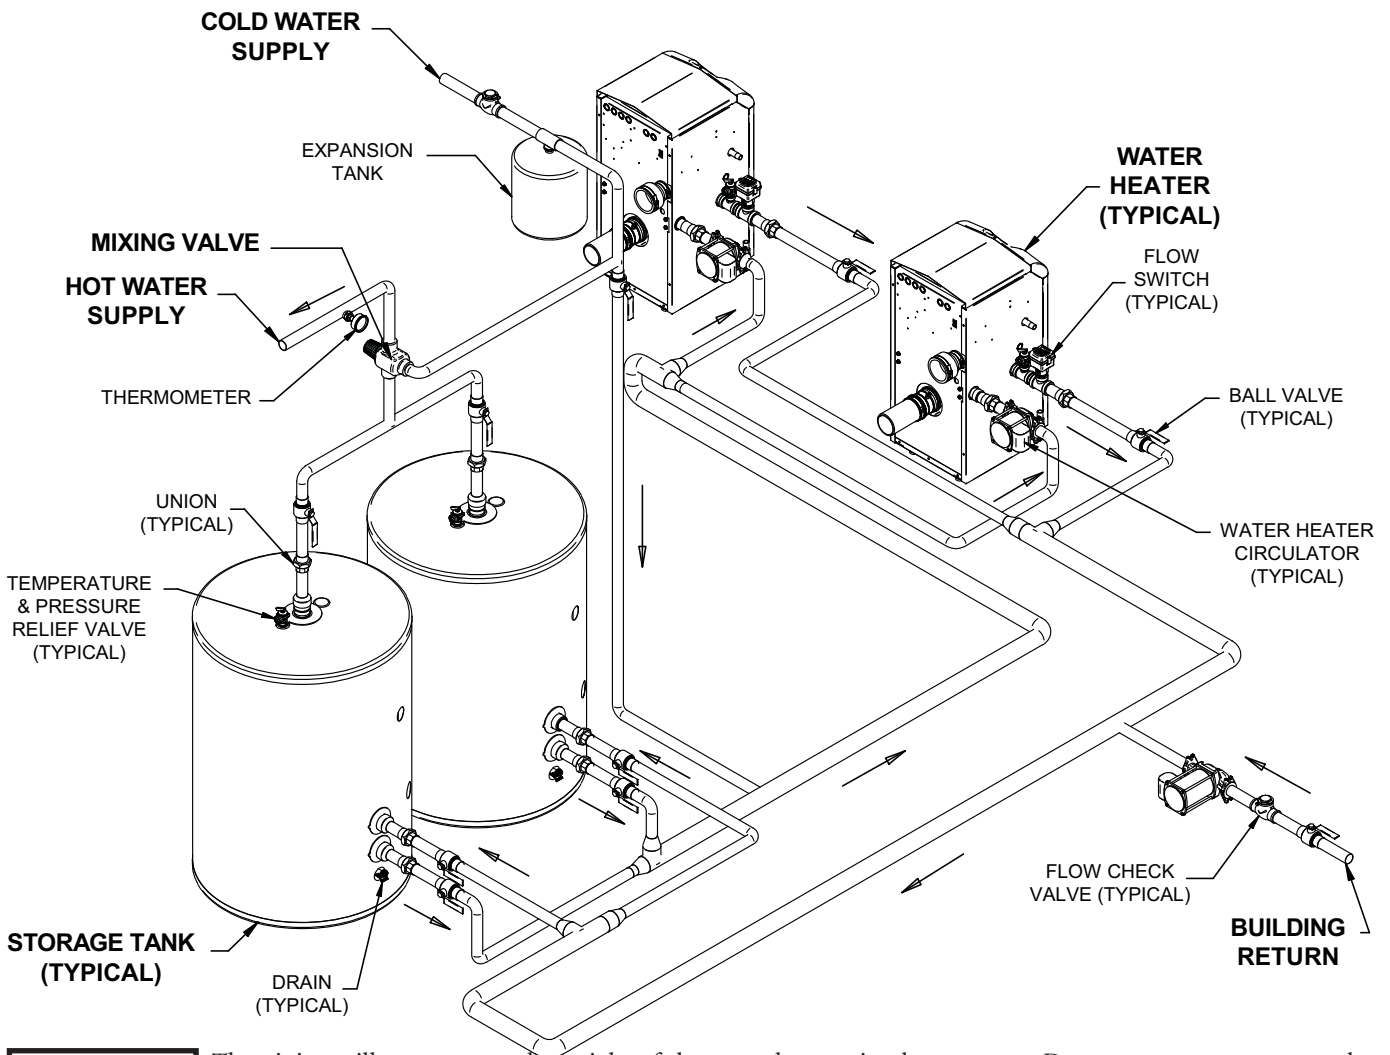 COLD WATER
SUPPLY
EXPANSION
TANK
MIXING VALVE
HOT WATER
SUPPLY
THERMOMETER
WATER
HEATER
(TYPICAL)
FLOW
SWITCH
(TYPICAL)
BALL VALVE
(TYPICAL)
UNION
(TYPICAL)
WATER HEATER
CIRCULATOR
(TYPICAL)
TEMPERATURE
& PRESSURE
RELIEF VALVE
(TYPICAL)
FLOW CHECK
VALVE (TYPICAL)
STORAGE TANK
(TYPICAL)
BUILDING
RETURN
DRAIN
(TYPICAL)